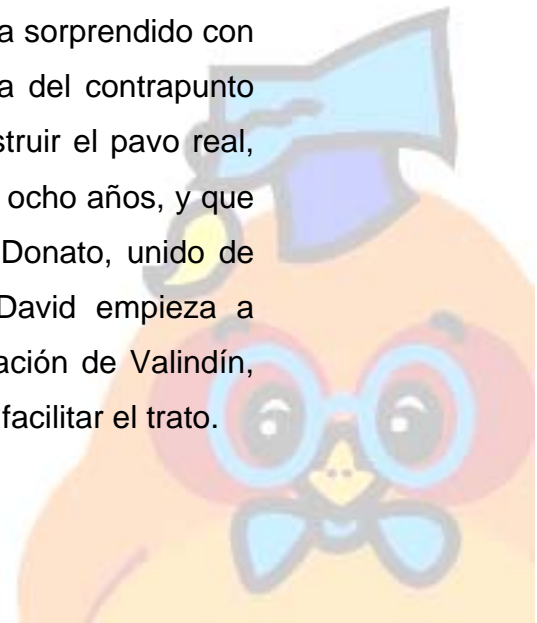 a sorprendido con
a del contrapunto
struir el pavo real,
ocho años, y que
Donato, unido de
David empieza a
ación de Valindín,
facilitar el trato.